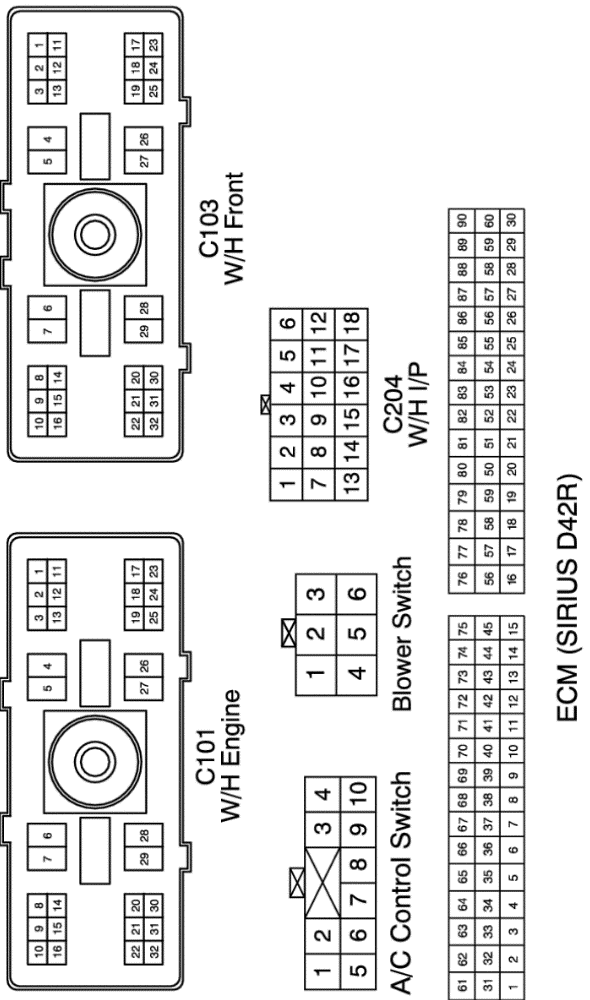 10 9 8 7 6 5 4 3 2 1
16 15 14 13 12 11
22 21 20 29 28 27 26 19 18 17
32 31 30 25 24 23
C101
W/H Engine
10 9 8 7 6 5 4 3 2 1
16 15 14 13 12 11
22 21 20 29 28 27 26 19 18 17
32 31 30 25 24 23
C103
W/H Front
1 2 3 4
5 6 7 8 9 10
A/C Control Switch
1 2 3
4 5 6
Blower Switch
1 2 3 4 5 6
7 8 9 10 11 12
13 14 15 16 17 18
C204
W/H I/P
61 62 63 64 65 66 67 68 69 70 71 72 73 74 75
31 32 33 34 35 36 37 38 39 40 41 42 43 44 45
1 2 3 4 5 6 7 8 9 10 11 12 13 14 15
76 77 78 79 80 81 82 83 84 85 86 87 88 89 90
56 57 58 59 50 51 52 53 54 55 56 57 58 59 60
16 17 18 19 20 21 22 23 24 25 26 27 28 29 30
ECM (SIRIUS D42R)